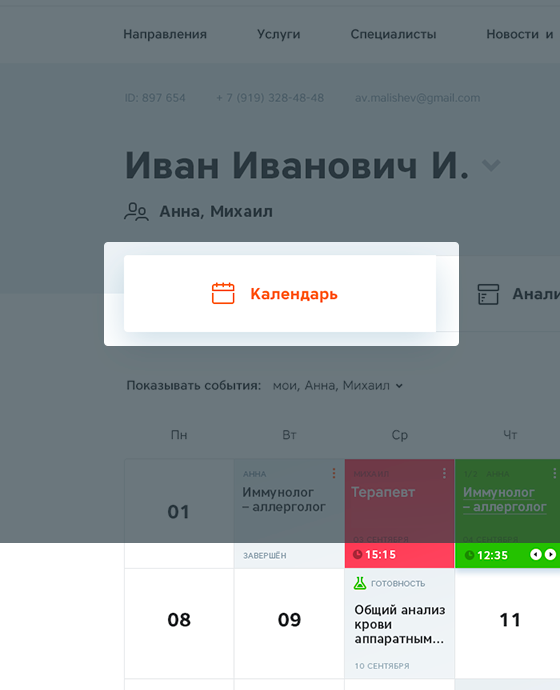 Направления Услуги Специалисты Новости и
ID: 897 654 + 7 (919) 328-48-48 av.malishev@gmail.com
Иван Иванович И.
Анна, Михаил
Календарь Анали
Показывать события: мои, Анна, Михаил
Пн Вт Ср Чт
01
АННА
Иммунолог
– аллерголог
ЗАВЕРШЁН
МИХАИЛ
Терапевт
03 СЕНТЯБРЯ
15:15
АННА
Иммунолог
– аллерголог
04 СЕНТЯБРЯ
12:35
08
09
ГОТОВНОСТЬ
Общий анализ
крови
аппаратным...
10 СЕНТЯБРЯ
11